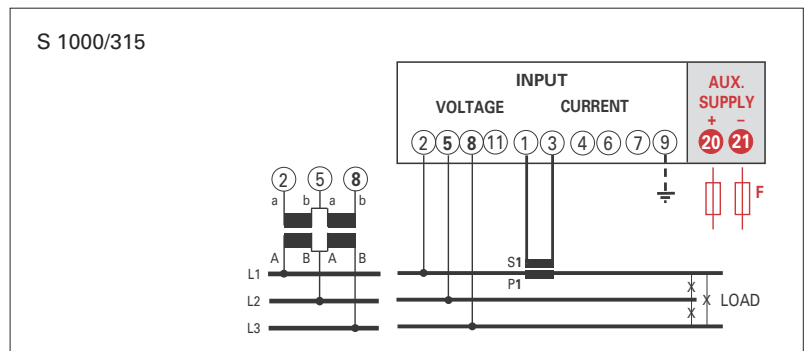 S 1000/315
INPUT
AUX.
SUPPLY
VOLTAGE CURRENT
+ –
2 5 8 11 1 3 4 6 7 9 20 21
2 5 8
a b a b
F
A B A B
S1
P1
L1
L2
L3
X
X
X
LOAD